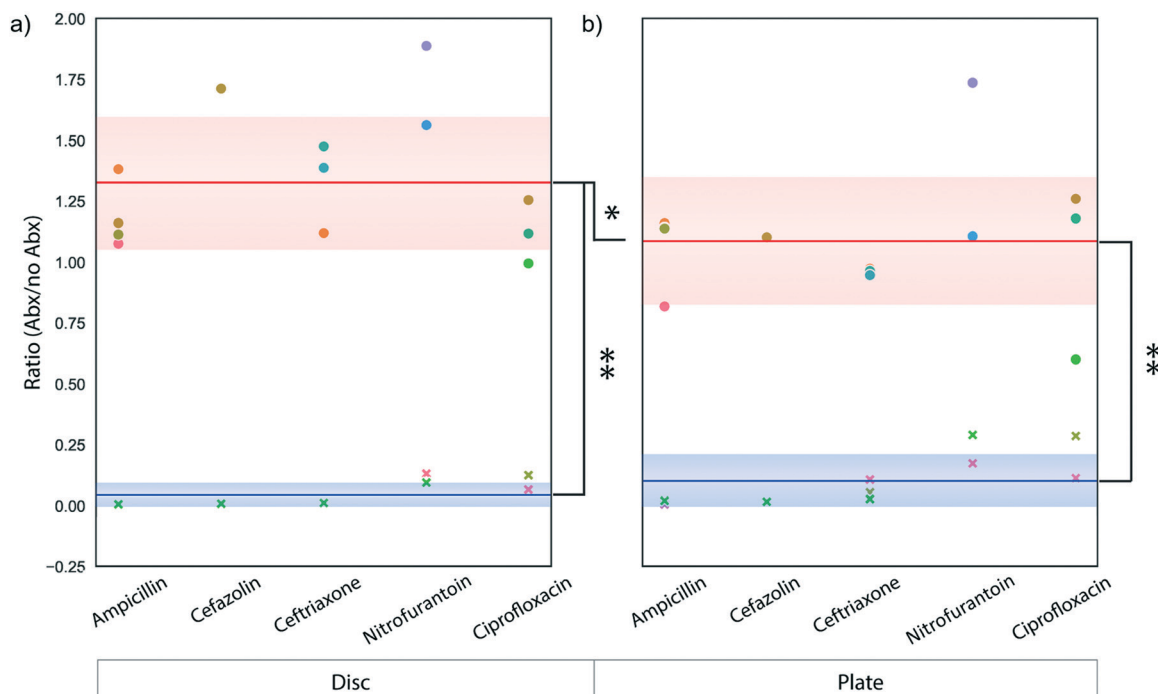 a)
b)
Ratio (Abx/no Abx)
2.00
1.75
1.50
1.25
1.00
0.75
0.50
0.25
0.00
−0.25
*
**
**
Ampicillin
Cefazolin
Ceftriaxone
Nitrofurantoin
Ciprofloxacin
Ampicillin
Cefazolin
Ceftriaxone
Nitrofurantoin
Ciprofloxacin
Disc
Plate